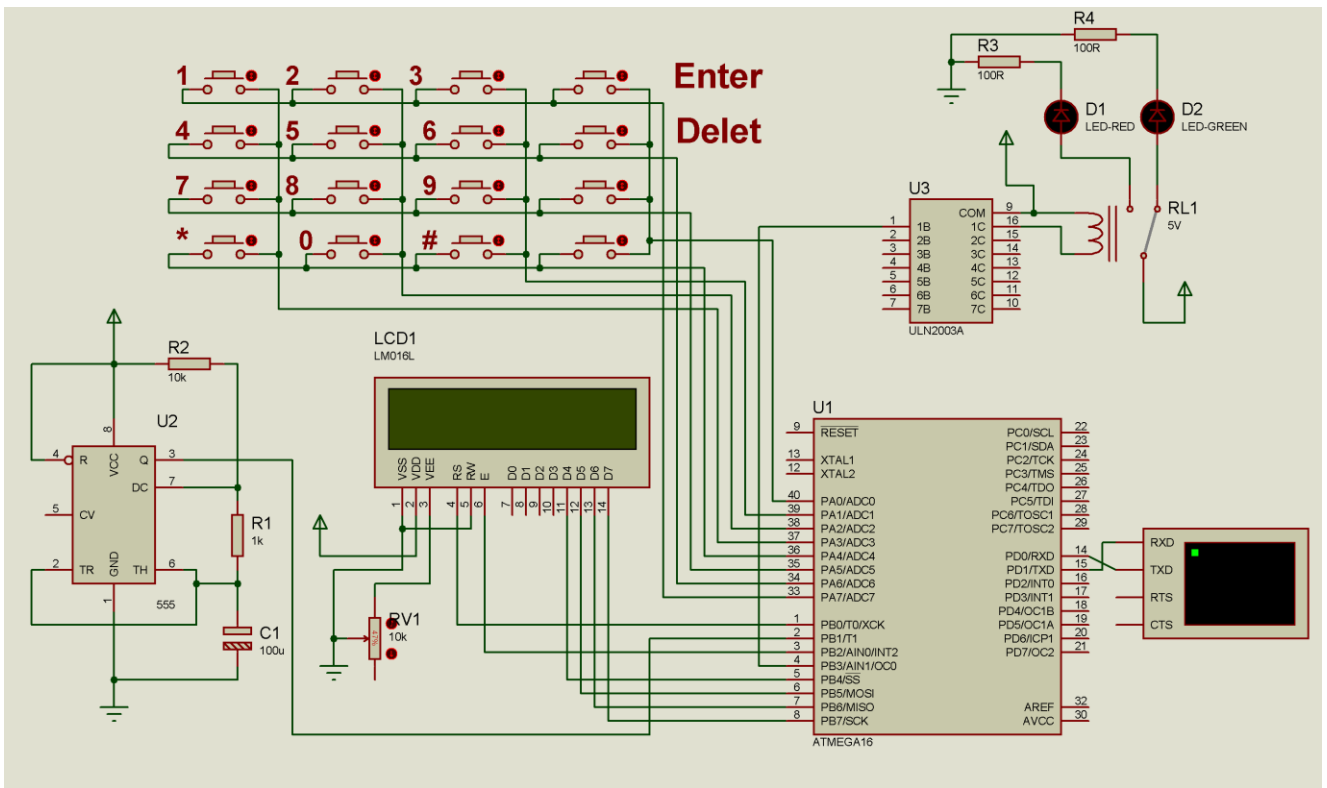 R4
100R
R3
100R
1 2 3 Enter
4 5 6 Delet
7 8 9
* 0 #
D1
LED-RED
D2
LED-GREEN
U3
COM 9
1 1B 1C 16
2 2B 2C 15
3 3B 3C 14
4 4B 4C 13
5 5B 5C 12
6 6B 6C 11
7 7B 7C 10
ULN2003A
RL1
5V
R2
10k
U2
8
VCC
4 R Q 3
DC 7
5 CV
2 TR TH 6
GND
1
555
R1
1k
C1
100u
LCD1
LM016L
VSS VDD VEE RS RW E D0 D1 D2 D3 D4 D5 D6 D7
1 2 3 4 5 6 7 8 9 10 11 12 13 14
RV1
10k
47%
U1
9 RESET
13 XTAL1
12 XTAL2
40 PA0/ADC0
39 PA1/ADC1
38 PA2/ADC2
37 PA3/ADC3
36 PA4/ADC4
35 PA5/ADC5
34 PA6/ADC6
33 PA7/ADC7
1 PB0/T0/XCK
2 PB1/T1
3 PB2/AIN0/INT2
4 PB3/AIN1/OC0
5 PB4/SS
6 PB5/MOSI
7 PB6/MISO
8 PB7/SCK
PC0/SCL 22
PC1/SDA 23
PC2/TCK 24
PC3/TMS 25
PC4/TDO 26
PC5/TDI 27
PC6/TOSC1 28
PC7/TOSC2 29
PD0/RXD 14
PD1/TXD 15
PD2/INT0 16
PD3/INT1 17
PD4/OC1B 18
PD5/OC1A 19
PD6/ICP1 20
PD7/OC2 21
AREF 32
AVCC 30
ATMEGA16
RXD
TXD
RTS
CTS